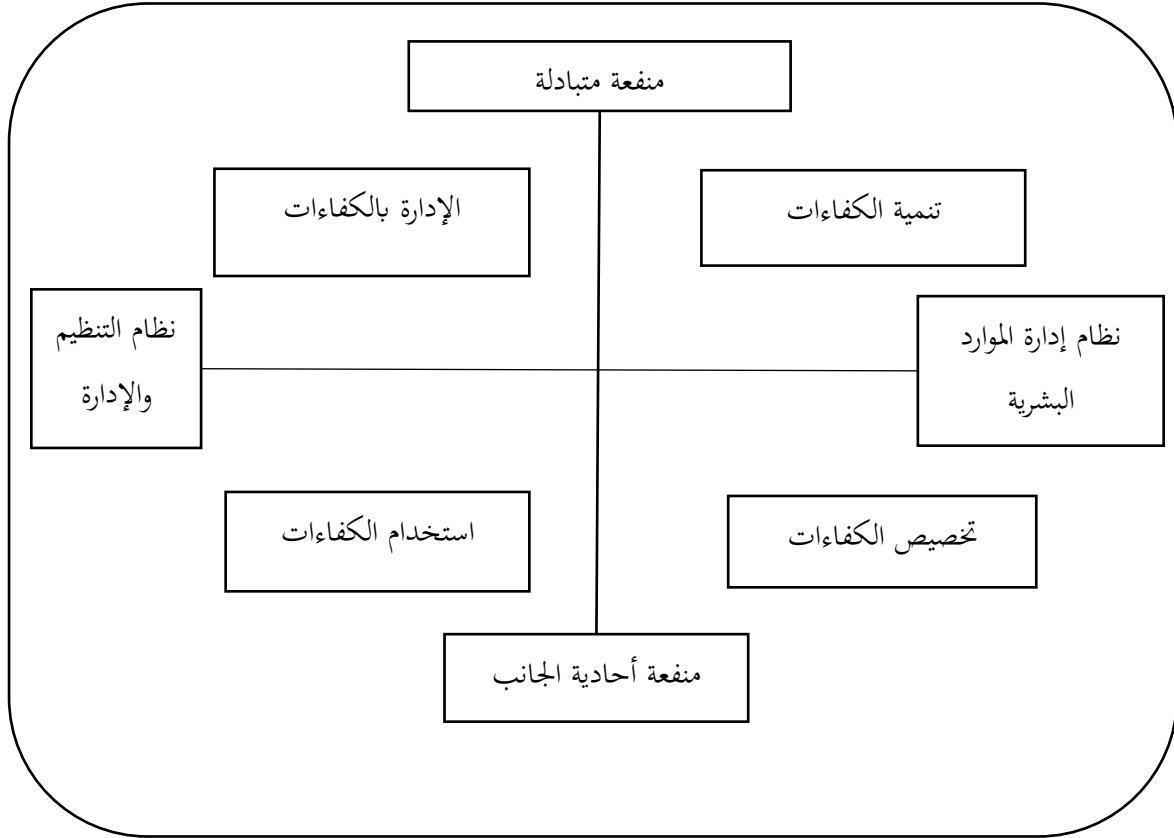 منفعة متبادلة
تنمية الكفاءات
الإدارة بالكفاءات
نظام إدارة الموارد
البشرية
نظام التنظيم
والإدارة
تخصيص الكفاءات
استخدام الكفاءات
منفعة أحادية الجانب